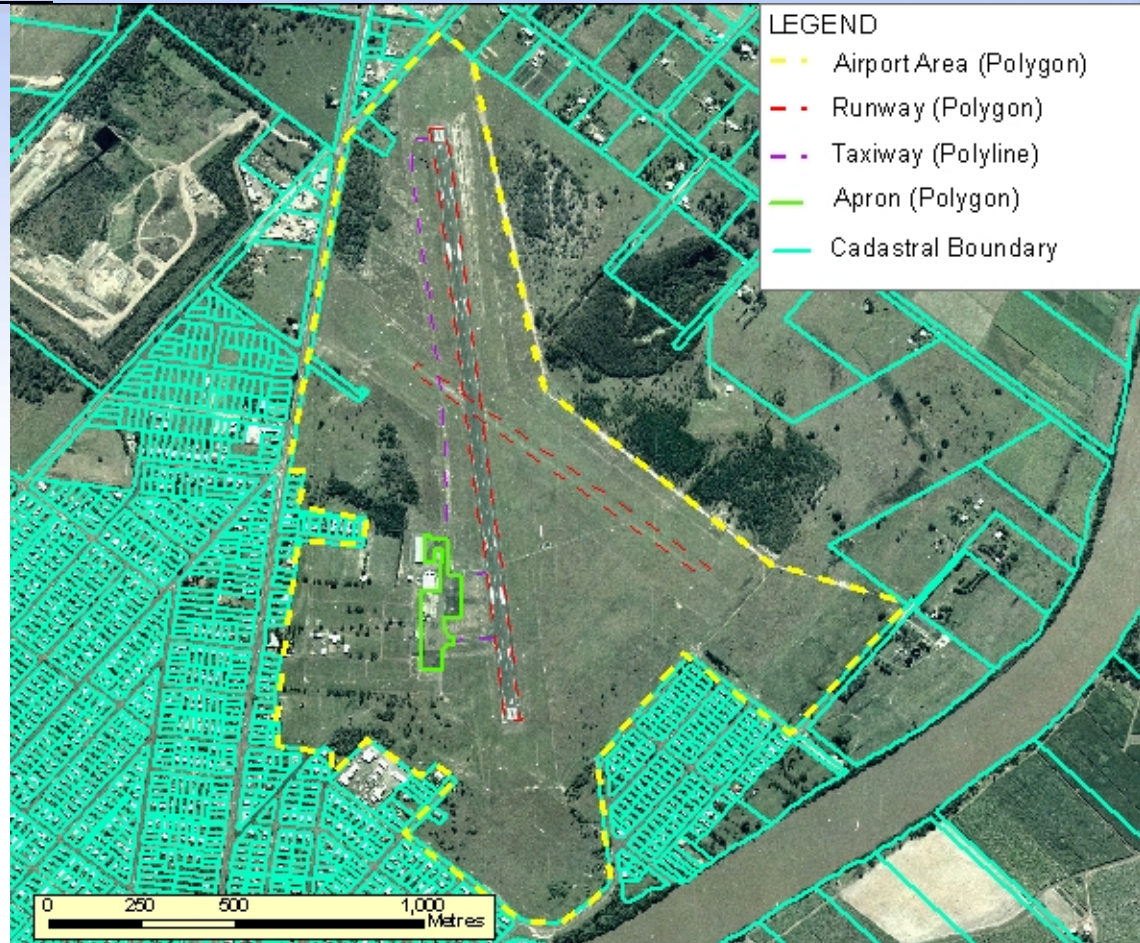 LEGEND
Airport Area (Polygon)
Runway (Polygon)
Taxiway (Polyline)
Apron (Polygon)
Cadastral Boundary
0 250 500 1,000
Metres